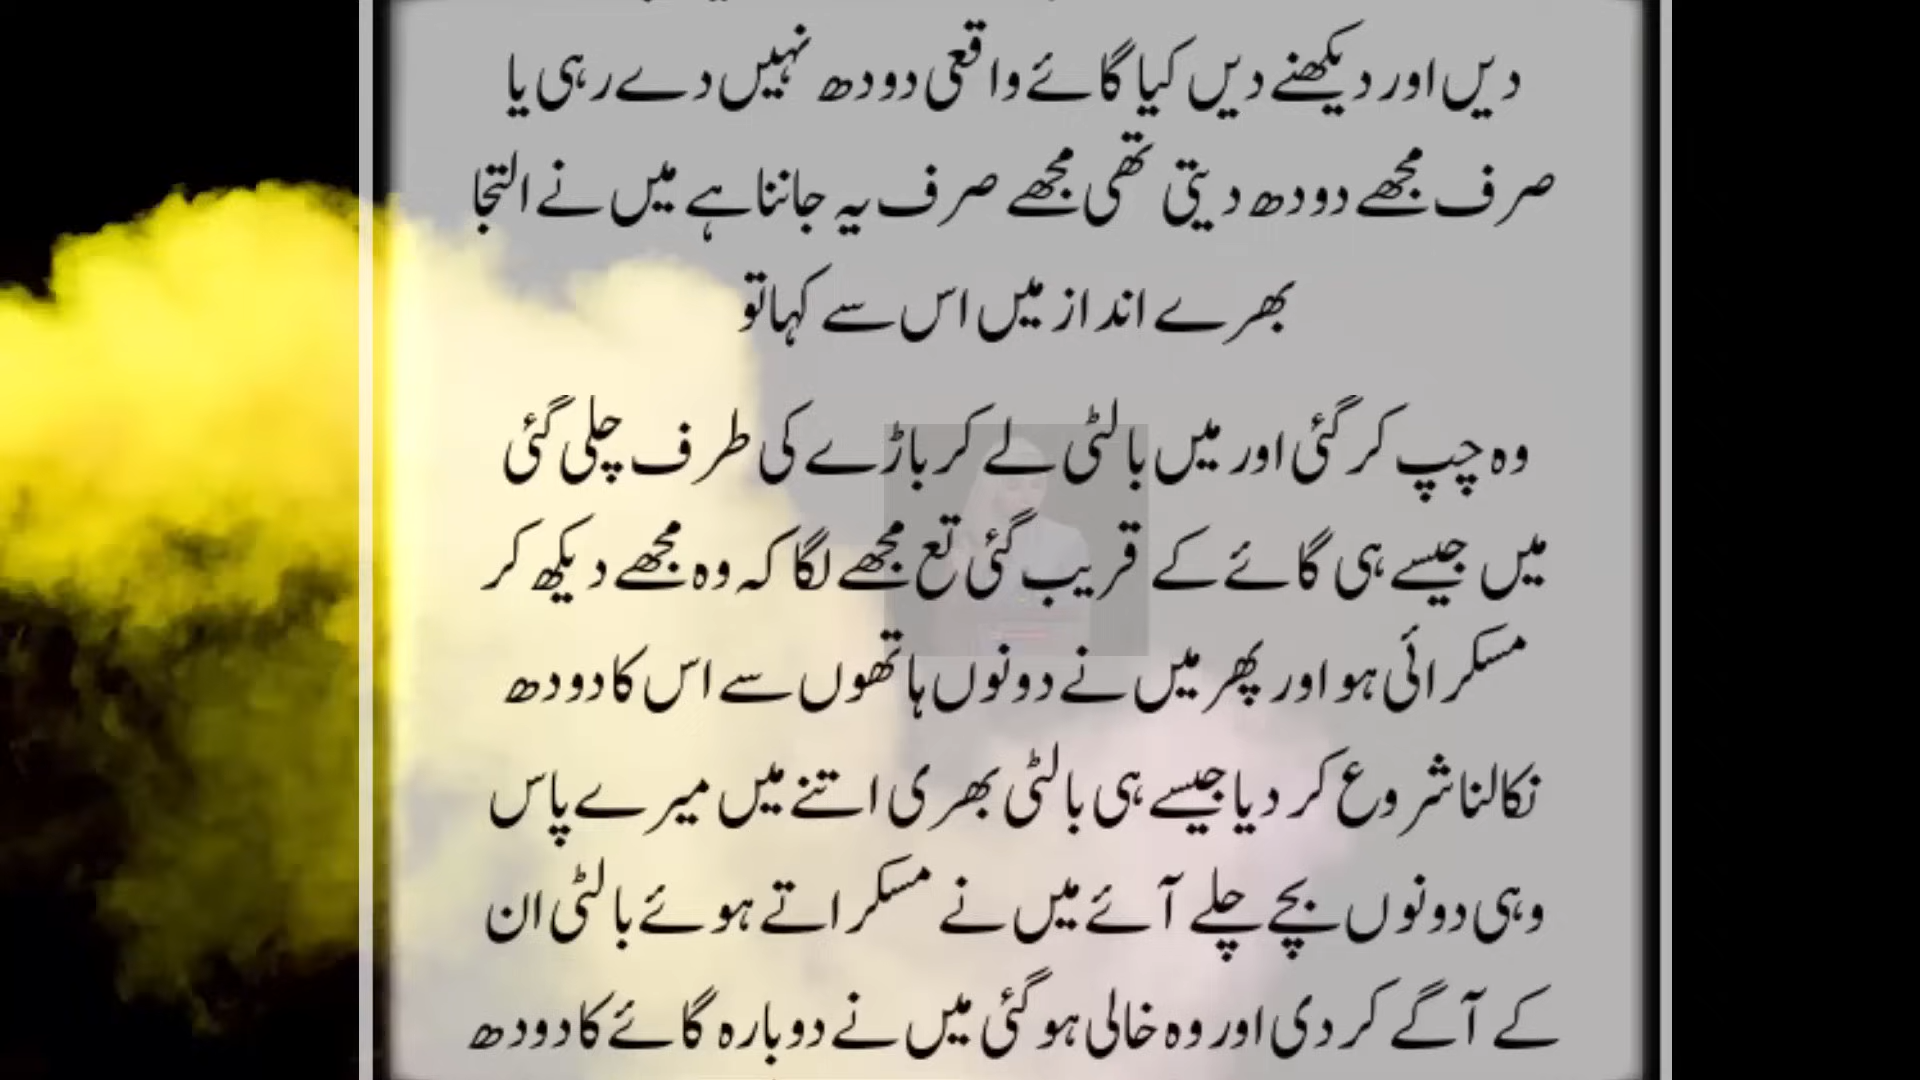 دیں اور دیکھنے دیں کیا گائے واقعی دودھ نہیں دے رہی یا
صرف مجھے دودھ دیتی تھی مجھے صرف یہ جاننا ہے میں نے التجا
بھرے انداز میں اس سے کہا تو
وہ چپ کر گئی اور میں بالٹی لے کر باڑے کی طرف چلی گئی
میں جیسے ہی گائے کے قریب گئی تع مجھے لگا کہ وہ مجھے دیکھ کر
مسکرائی ہو اور پھر میں نے دونوں ہاتھوں سے اس کا دودھ
نکالنا شروع کر دیا جیسے ہی بالٹی بھری اتنے میں میرے پاس
وہی دونوں بچے چلے آئے میں نے مسکراتے ہوئے بالٹی ان
کے آگے کر دی اور وہ خالی ہو گئی میں نے دوبارہ گائے کا دودھ